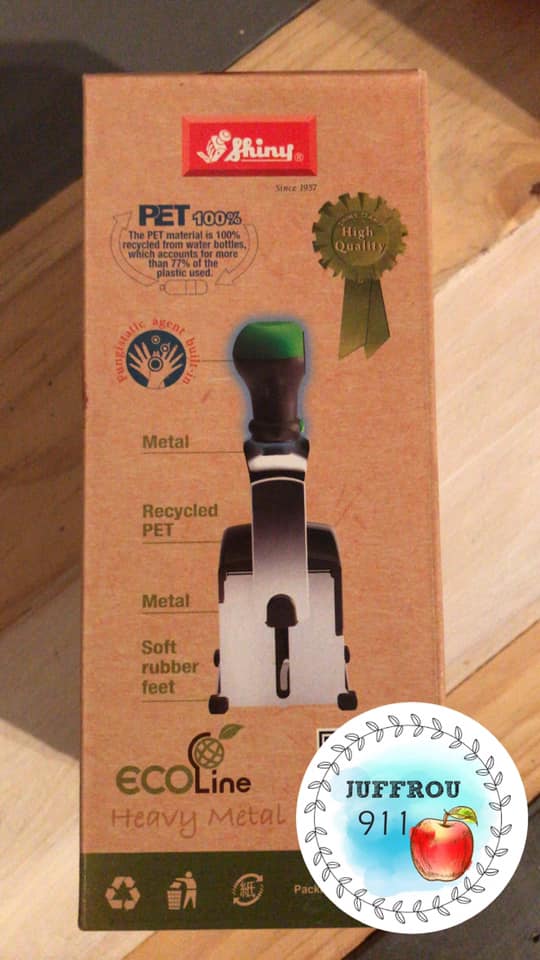 Shiny®
Since 1957
PET 100%
The PET material is 100%
recycled from water bottles,
which accounts for more
than 77% of the
plastic used.
High
Quality
Fungistatic agent built-in
Metal
Recycled
PET
Metal
Soft
rubber
feet
ECOLine
Heavy Metal
JUFFROU
911